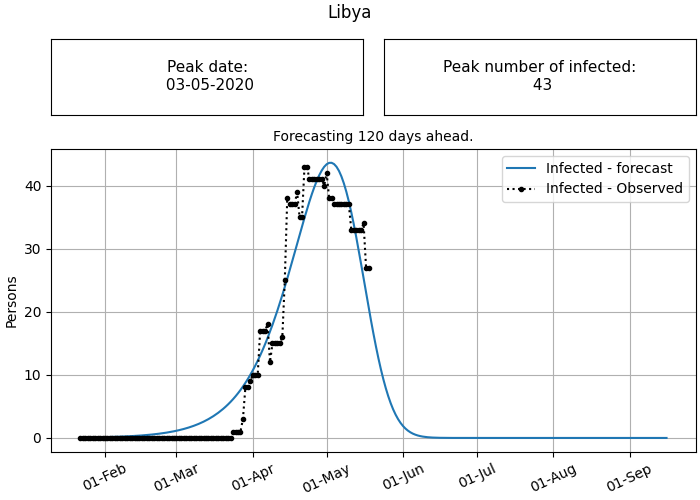 Libya
Peak date:
03-05-2020
Peak number of infected:
43
Forecasting 120 days ahead.
Infected - forecast
Infected - Observed
Persons
40
30
20
10
0
01-Feb
01-Mar
01-Apr
01-May
01-Jun
01-Jul
01-Aug
01-Sep